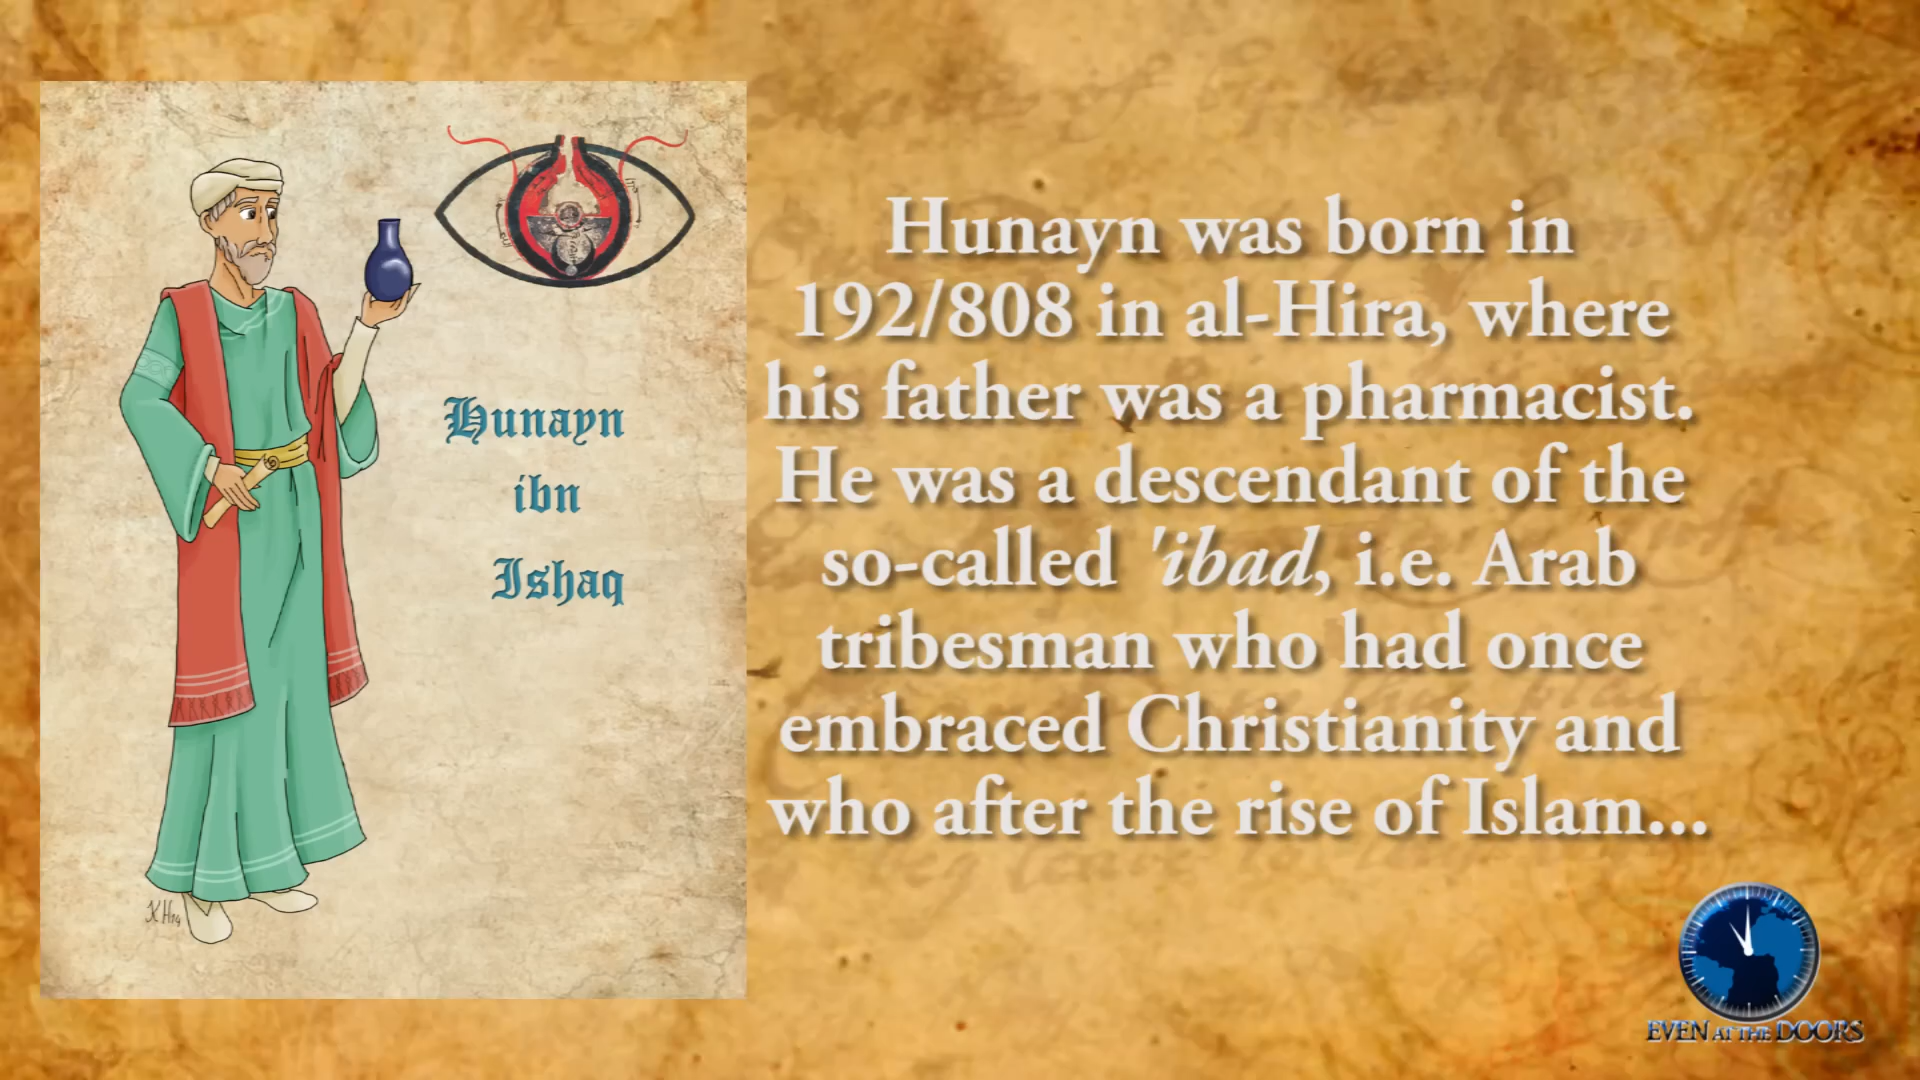 Hunayn
ibn
Ishaq
Hunayn was born in
192/808 in al-Hira, where
his father was a pharmacist.
He was a descendant of the
so-called 'ibad, i.e. Arab
tribesman who had once
embraced Christianity and
who after the rise of Islam...
EVEN AT THE DOORS